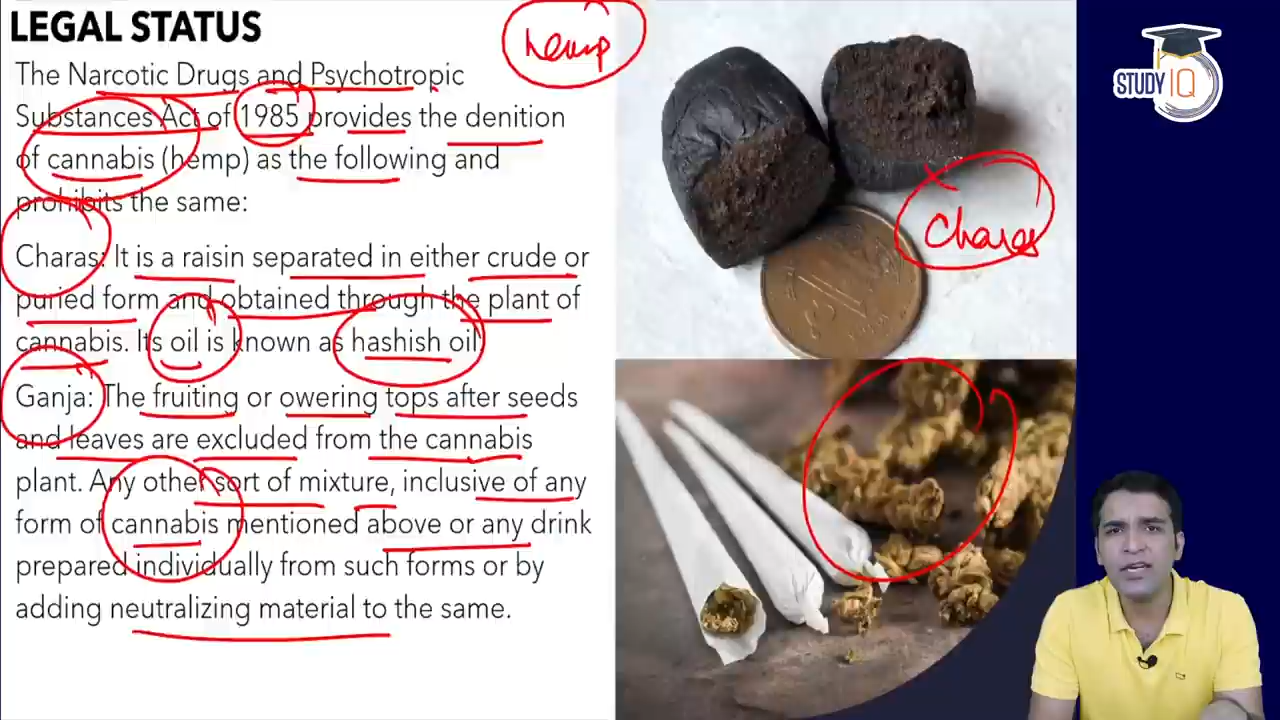 LEGAL STATUS
hemp
The Narcotic Drugs and Psychotropic
Substances Act of 1985 provides the denition
of cannabis (hemp) as the following and
prohibits the same:
Charas: It is a raisin separated in either crude or
puried form and obtained through the plant of
cannabis. Its oil is known as hashish oil.
Ganja: The fruiting or owering tops after seeds
and leaves are excluded from the cannabis
plant. Any other sort of mixture, inclusive of any
form of cannabis mentioned above or any drink
prepared individually from such forms or by
adding neutralizing material to the same.
Charas
STUDY IQ
1